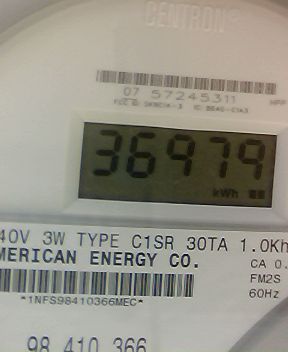 CENTRON®
07 57245311
36979
kWh
40V 3W TYPE C1SR 30TA 1.0Kh
MERICAN ENERGY CO.
CA 0.
FM2S
60Hz
*1NFS98410366MEC*
98 410 366